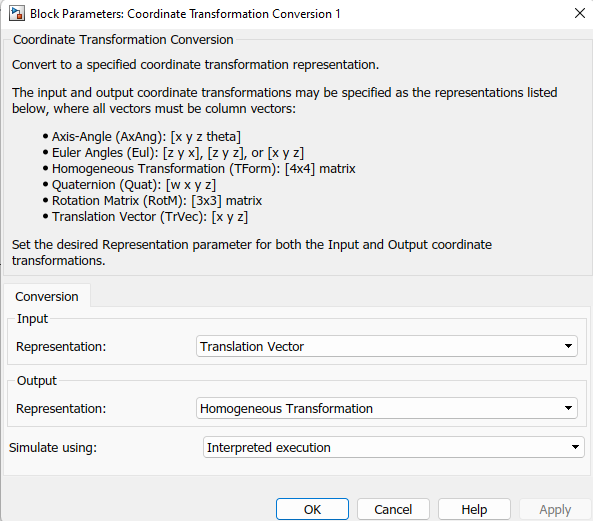 Block Parameters: Coordinate Transformation Conversion 1
Coordinate Transformation Conversion
Convert to a specified coordinate transformation representation.
The input and output coordinate transformations may be specified as the representations listed
below, where all vectors must be column vectors:
• Axis-Angle (AxAng): [x y z theta]
• Euler Angles (Eul): [z y x], [z y z], or [x y z]
• Homogeneous Transformation (TForm): [4x4] matrix
• Quaternion (Quat): [w x y z]
• Rotation Matrix (RotM): [3x3] matrix
• Translation Vector (TrVec): [x y z]
Set the desired Representation parameter for both the Input and Output coordinate
transformations.
Conversion
Input
Representation: Translation Vector
Output
Representation: Homogeneous Transformation
Simulate using: Interpreted execution
OK Cancel Help Apply